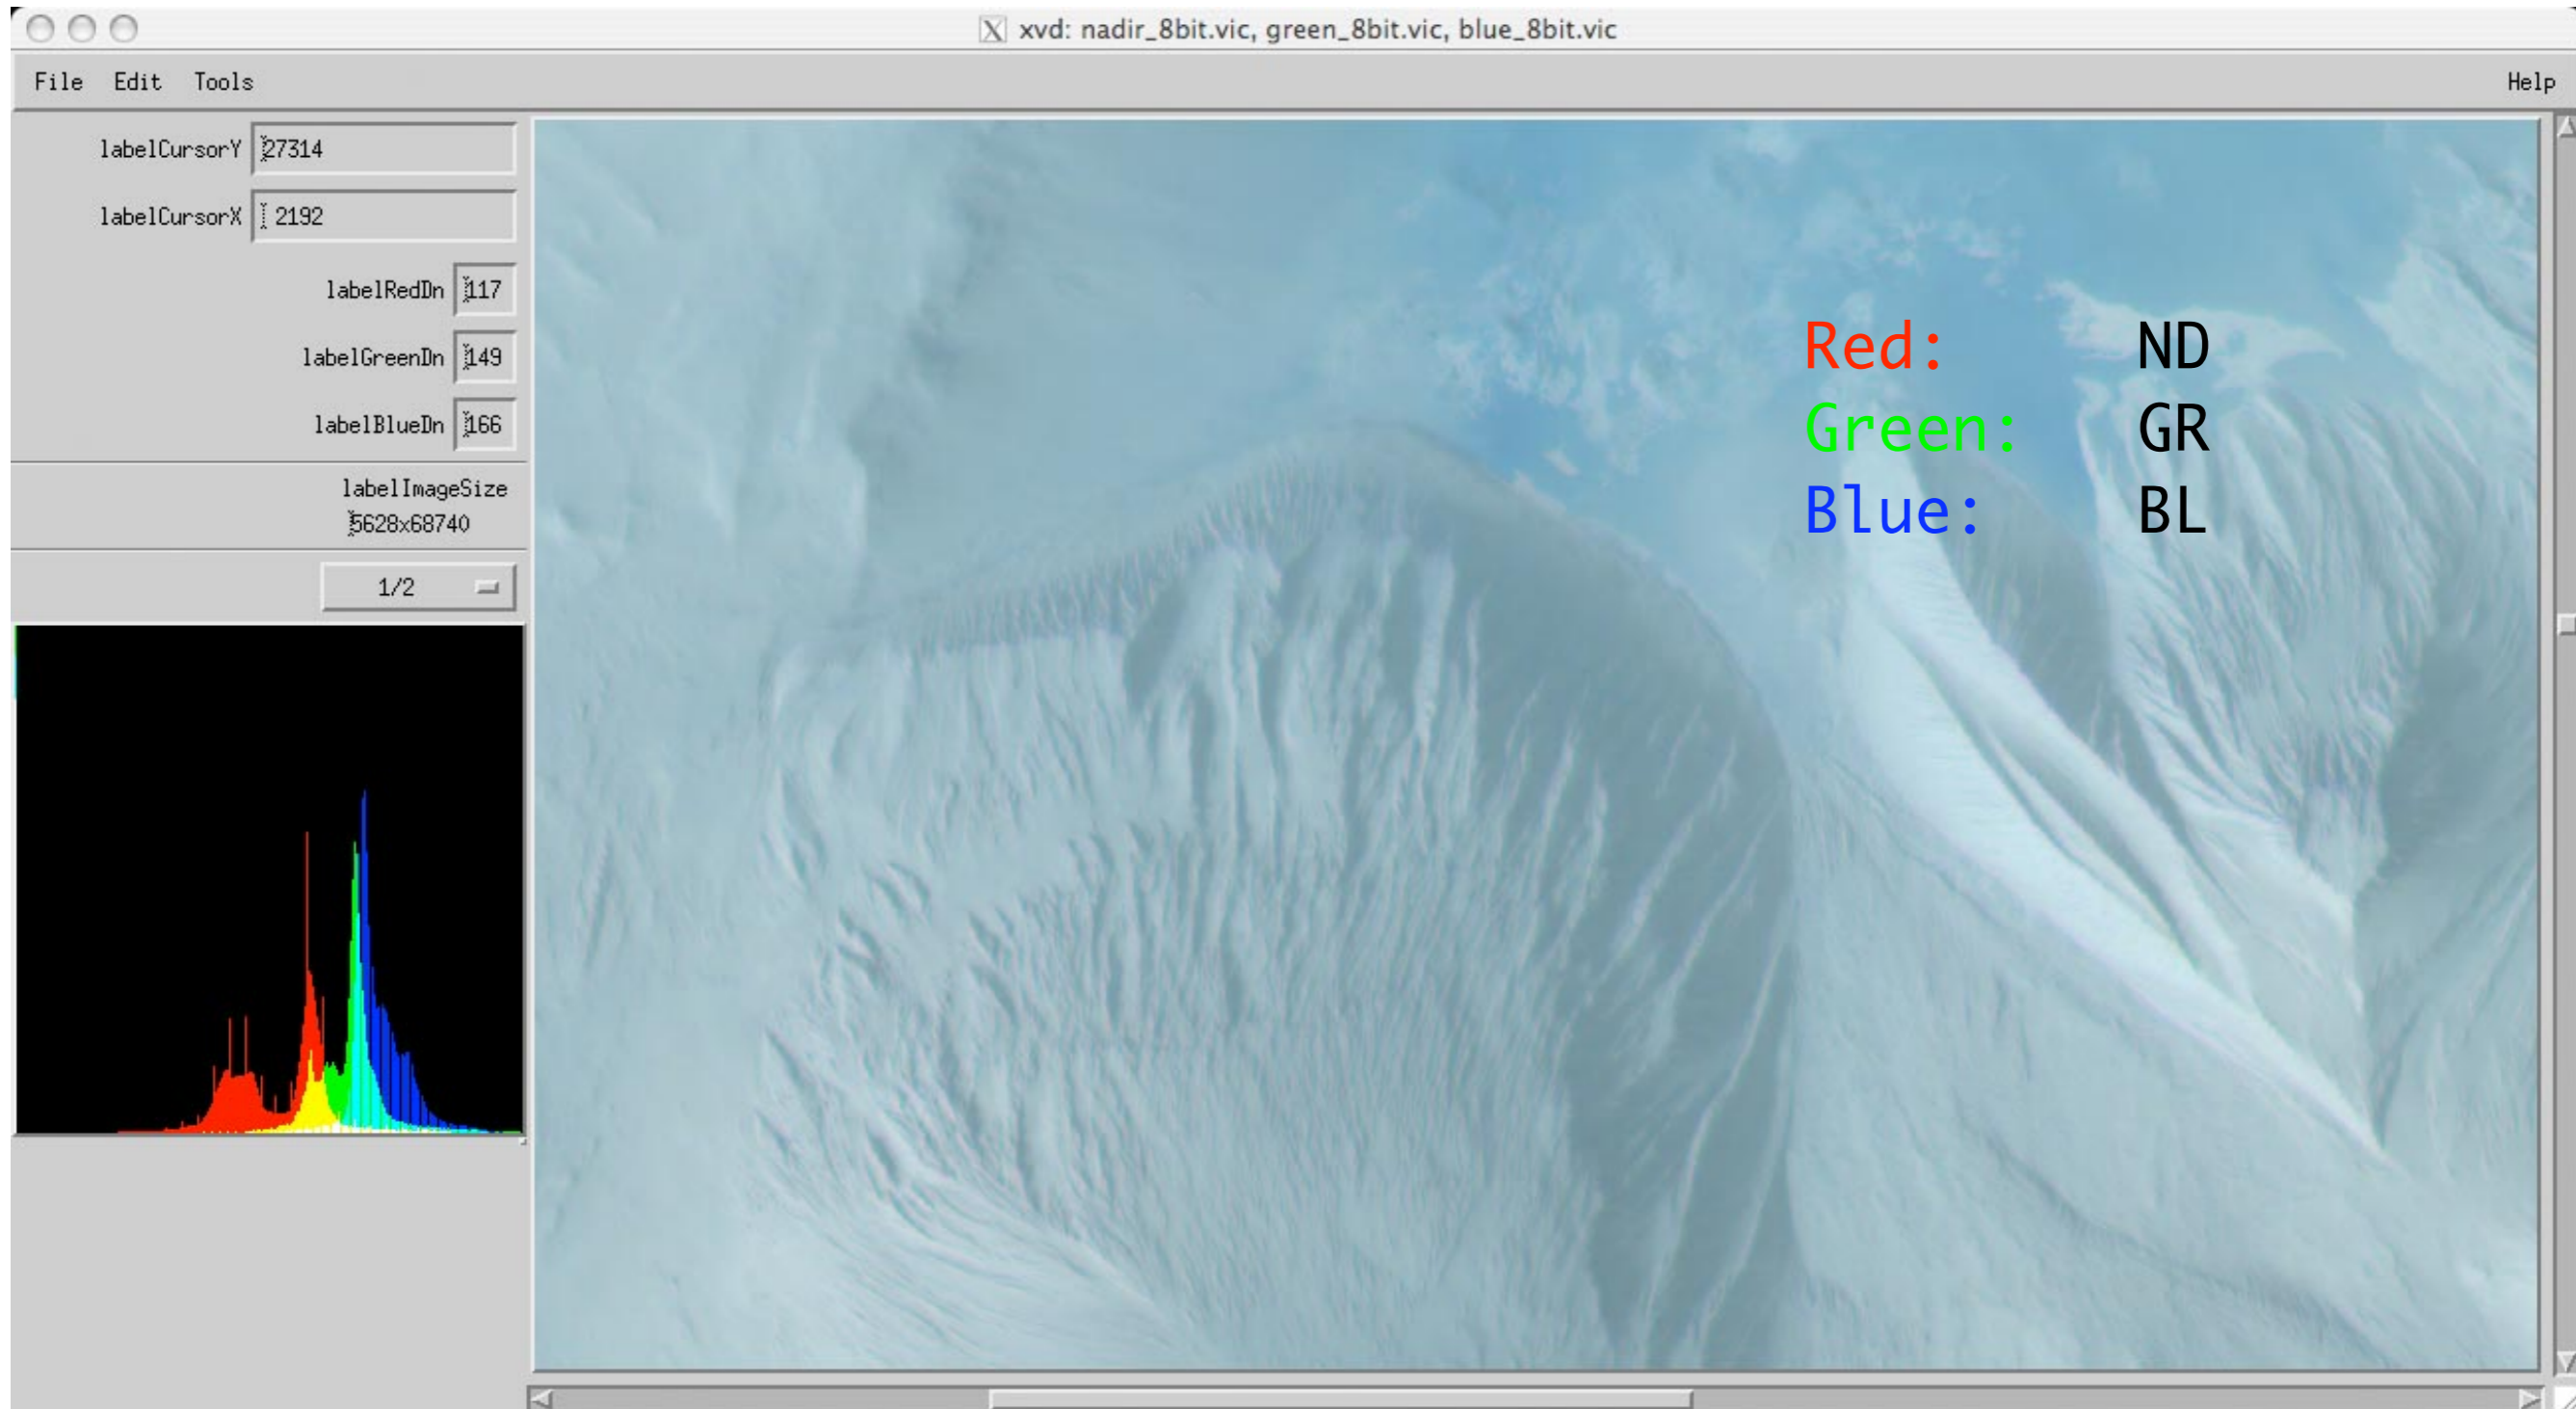 X xvd: nadir_8bit.vic, green_8bit.vic, blue_8bit.vic
File Edit Tools Help
labelCursorY 27314
labelCursorX 2192
labelRedDn 117
labelGreenDn 149
labelBlueDn 166
labelImageSize
5628x68740
1/2
Red: ND
Green: GR
Blue: BL